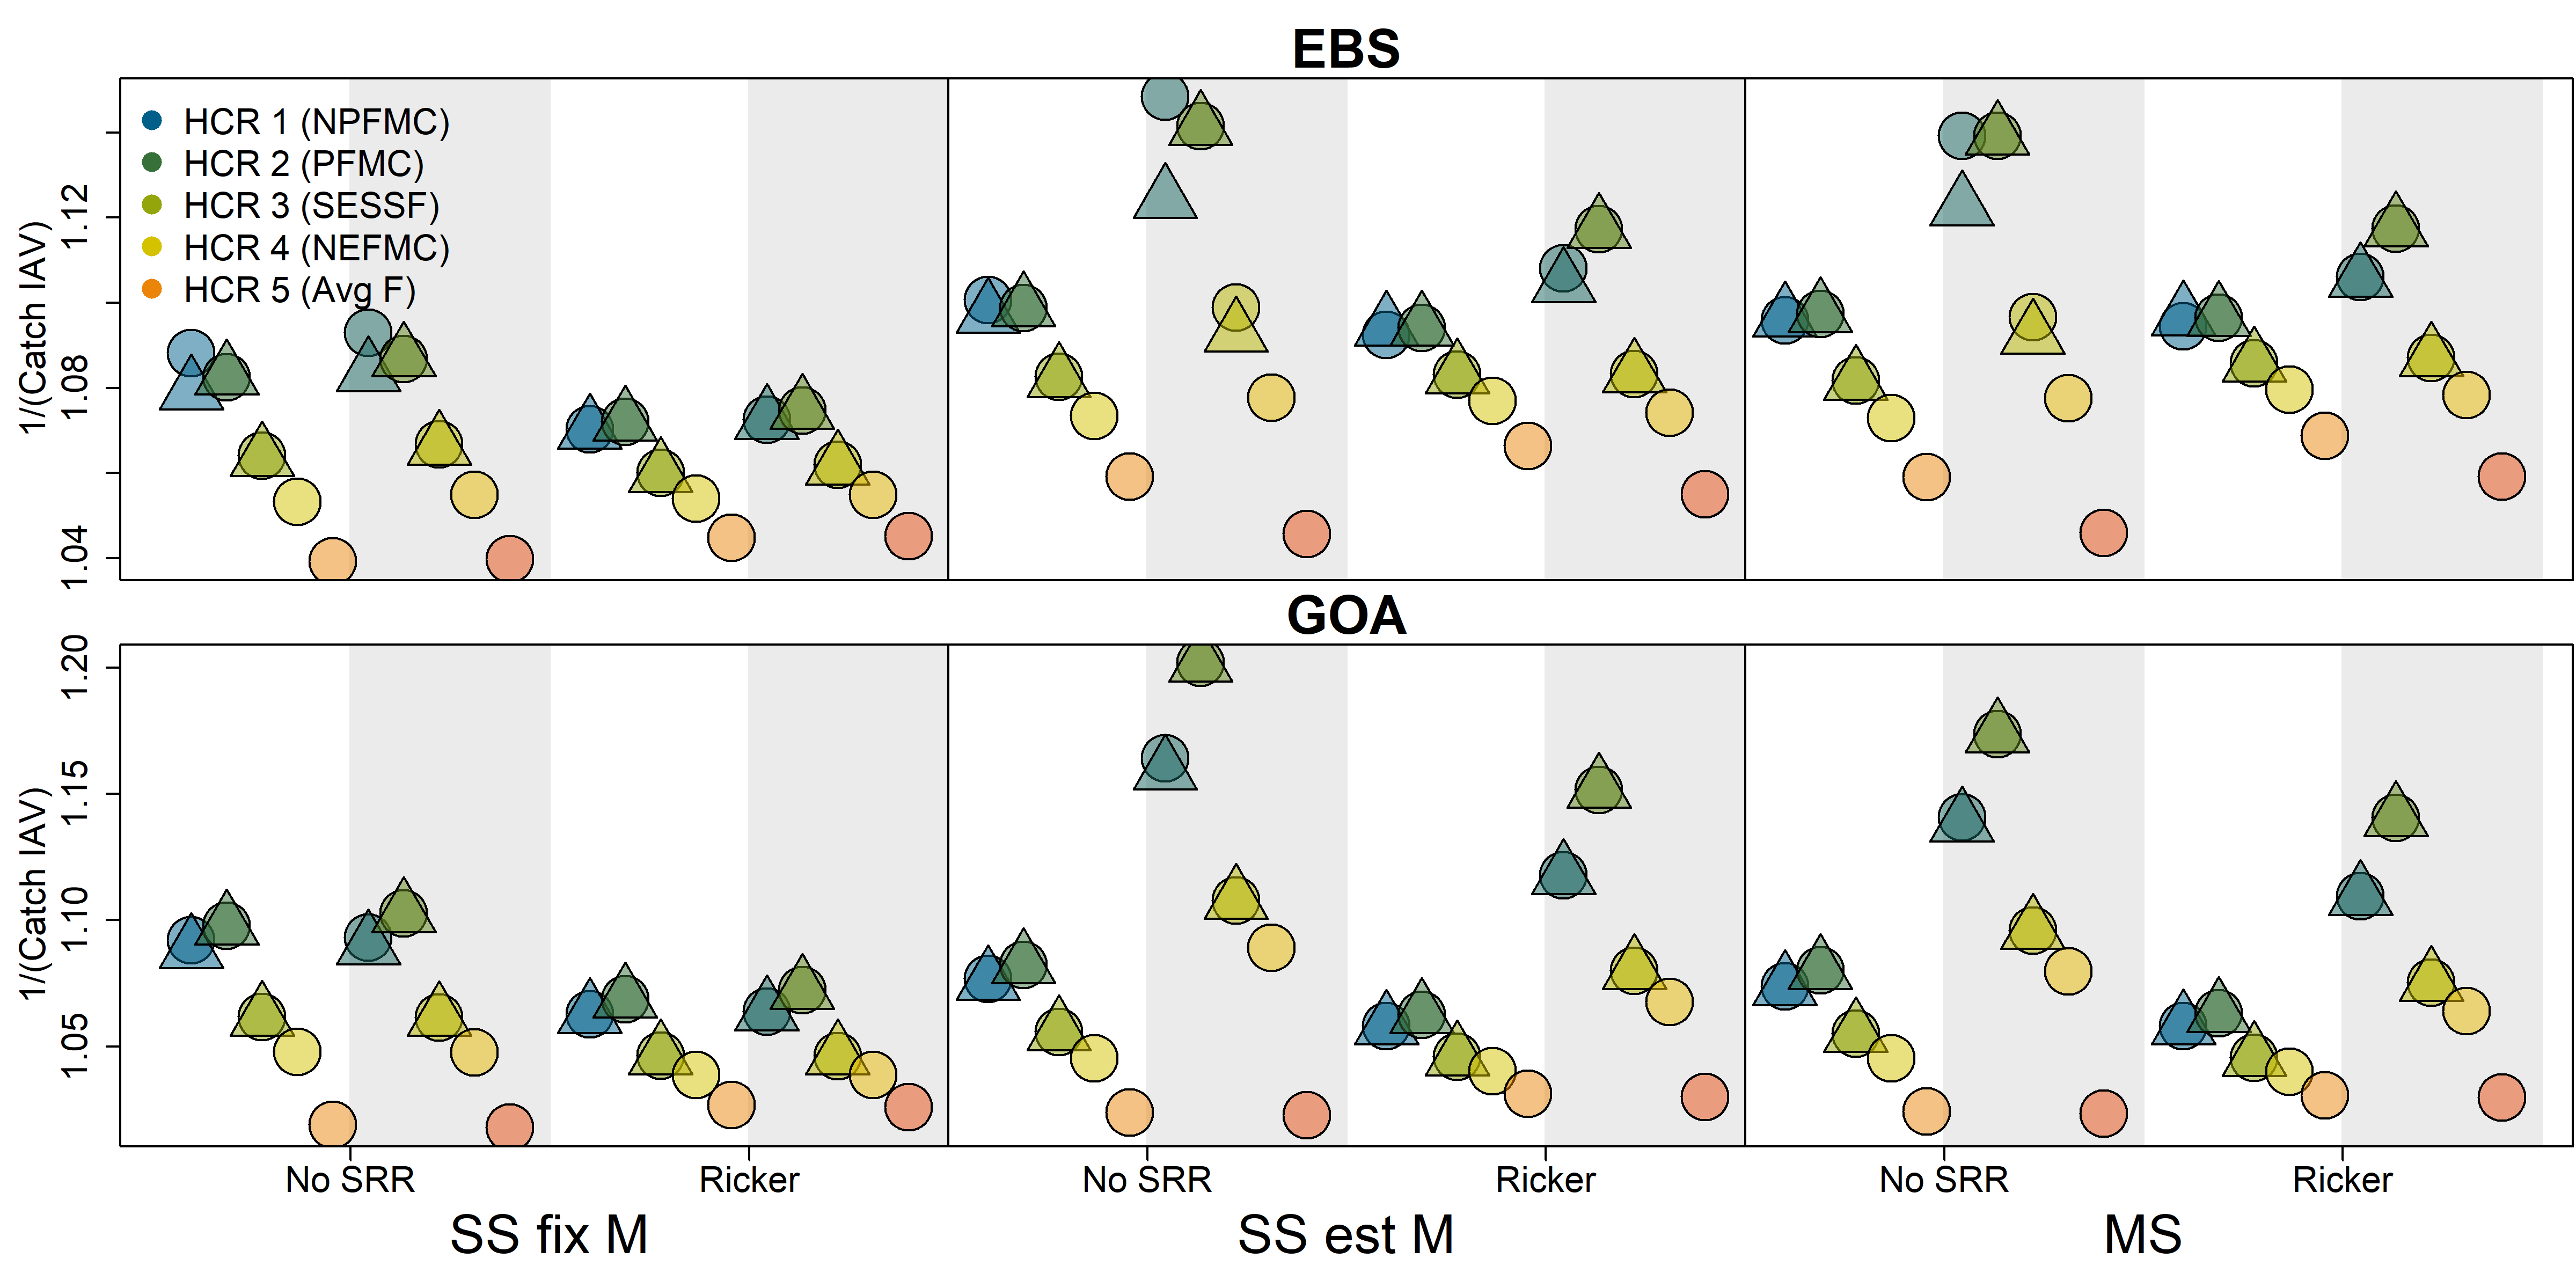 EBS
HCR 1 (NPFMC)
HCR 2 (PFMC)
HCR 3 (SESSF)
HCR 4 (NEFMC)
HCR 5 (Avg F)
1/(Catch IAV)
1.12
1.08
1.04
GOA
1/(Catch IAV)
1.20
1.15
1.10
1.05
No SRR Ricker No SRR Ricker No SRR Ricker
SS fix M SS est M MS